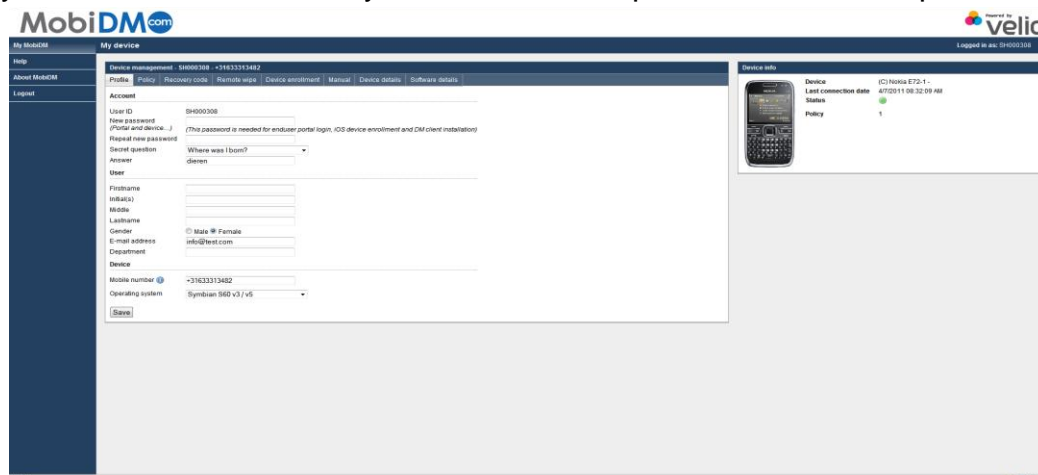 MobiDM com
Powered by
velio
My MobiDM
My device
Logged in as: SH000308
Help
About MobiDM
Logout
Device management - SH000308 - +31633313482
Profile Policy Recovery code Remote wipe Device enrollment Manual Device details Software details
Account
User ID SH000308
New password
(Portal and device...) (This password is needed for enduser portal login, iOS device enrollment and DM client installation)
Repeat new password
Secret question Where was I born?
Answer dieren
User
Firstname
Initial(s)
Middle
Lastname
Gender Male Female
E-mail address info@test.com
Department
Device
Mobile number +31633313482
Operating system Symbian S60 v3 / v5
Save
Device info
Device (C) Nokia E72-1 -
Last connection date 4/7/2011 08:32:09 AM
Status
Policy 1